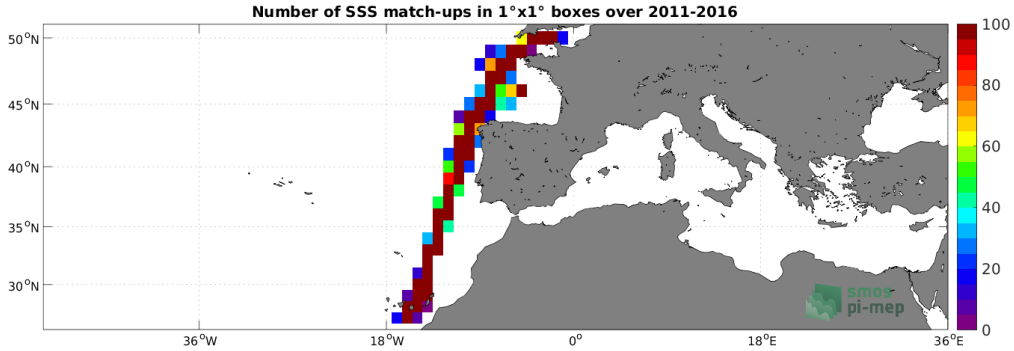 Number of SSS match-ups in 1°x1° boxes over 2011-2016
50°N
45°N
40°N
35°N
30°N
36°W
18°W
0°
18°E
36°E
100
80
60
40
20
0
smos
pi-mep